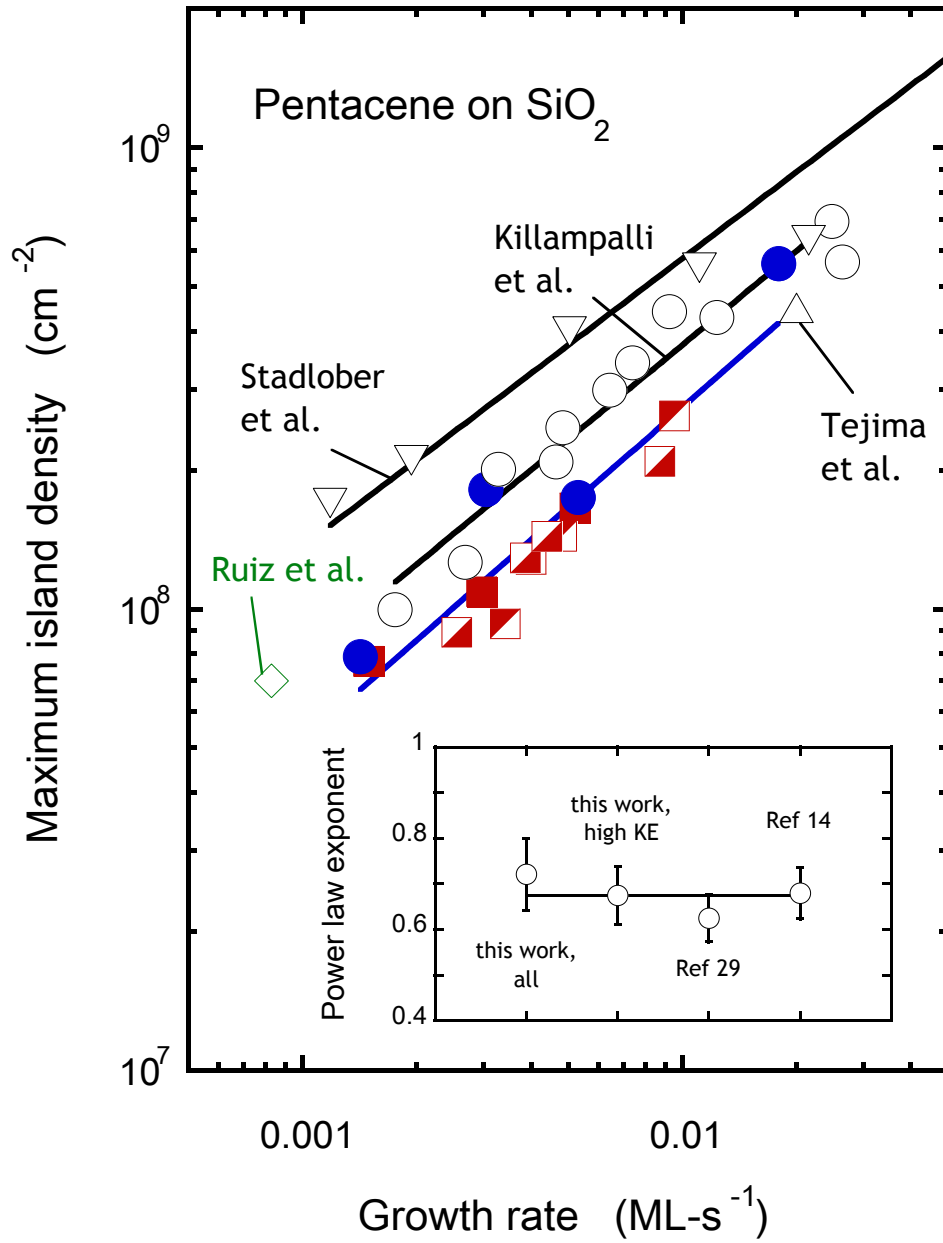 Pentacene on SiO2
10^9
Killampalli
et al.
Stadlober
et al.
Tejima
et al.
Ruiz et al.
10^8
Maximum island density (cm^-2)
1
0.8
0.6
0.4
Power law exponent
this work,
high KE
Ref 14
this work,
all
Ref 29
10^7
0.001
0.01
Growth rate (ML-s^-1)